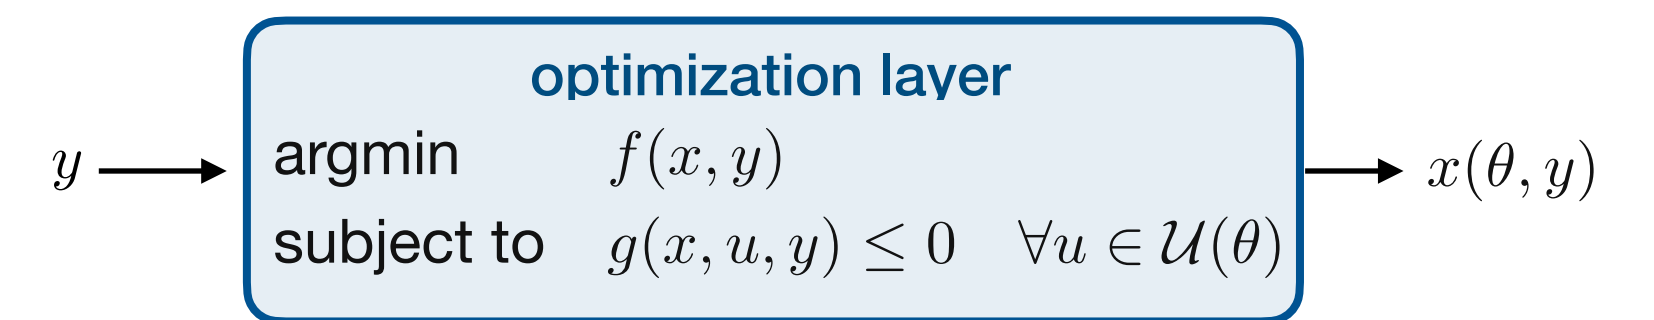 optimization layer
y argmin f(x, y) x(θ, y)
subject to g(x, u, y) ≤ 0 ∀u ∈ 𝒰(θ)